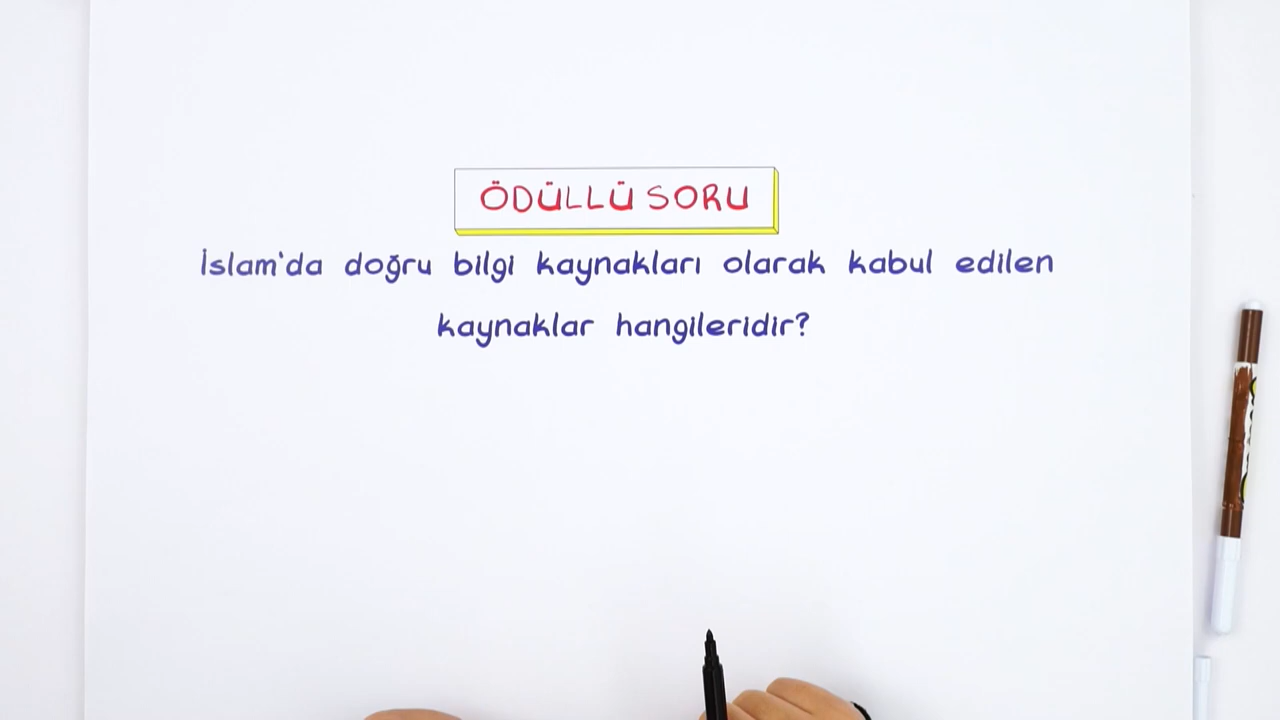 ÖDÜLLÜ SORU
İslam'da doğru bilgi kaynakları olarak kabul edilen
kaynaklar hangileridir?